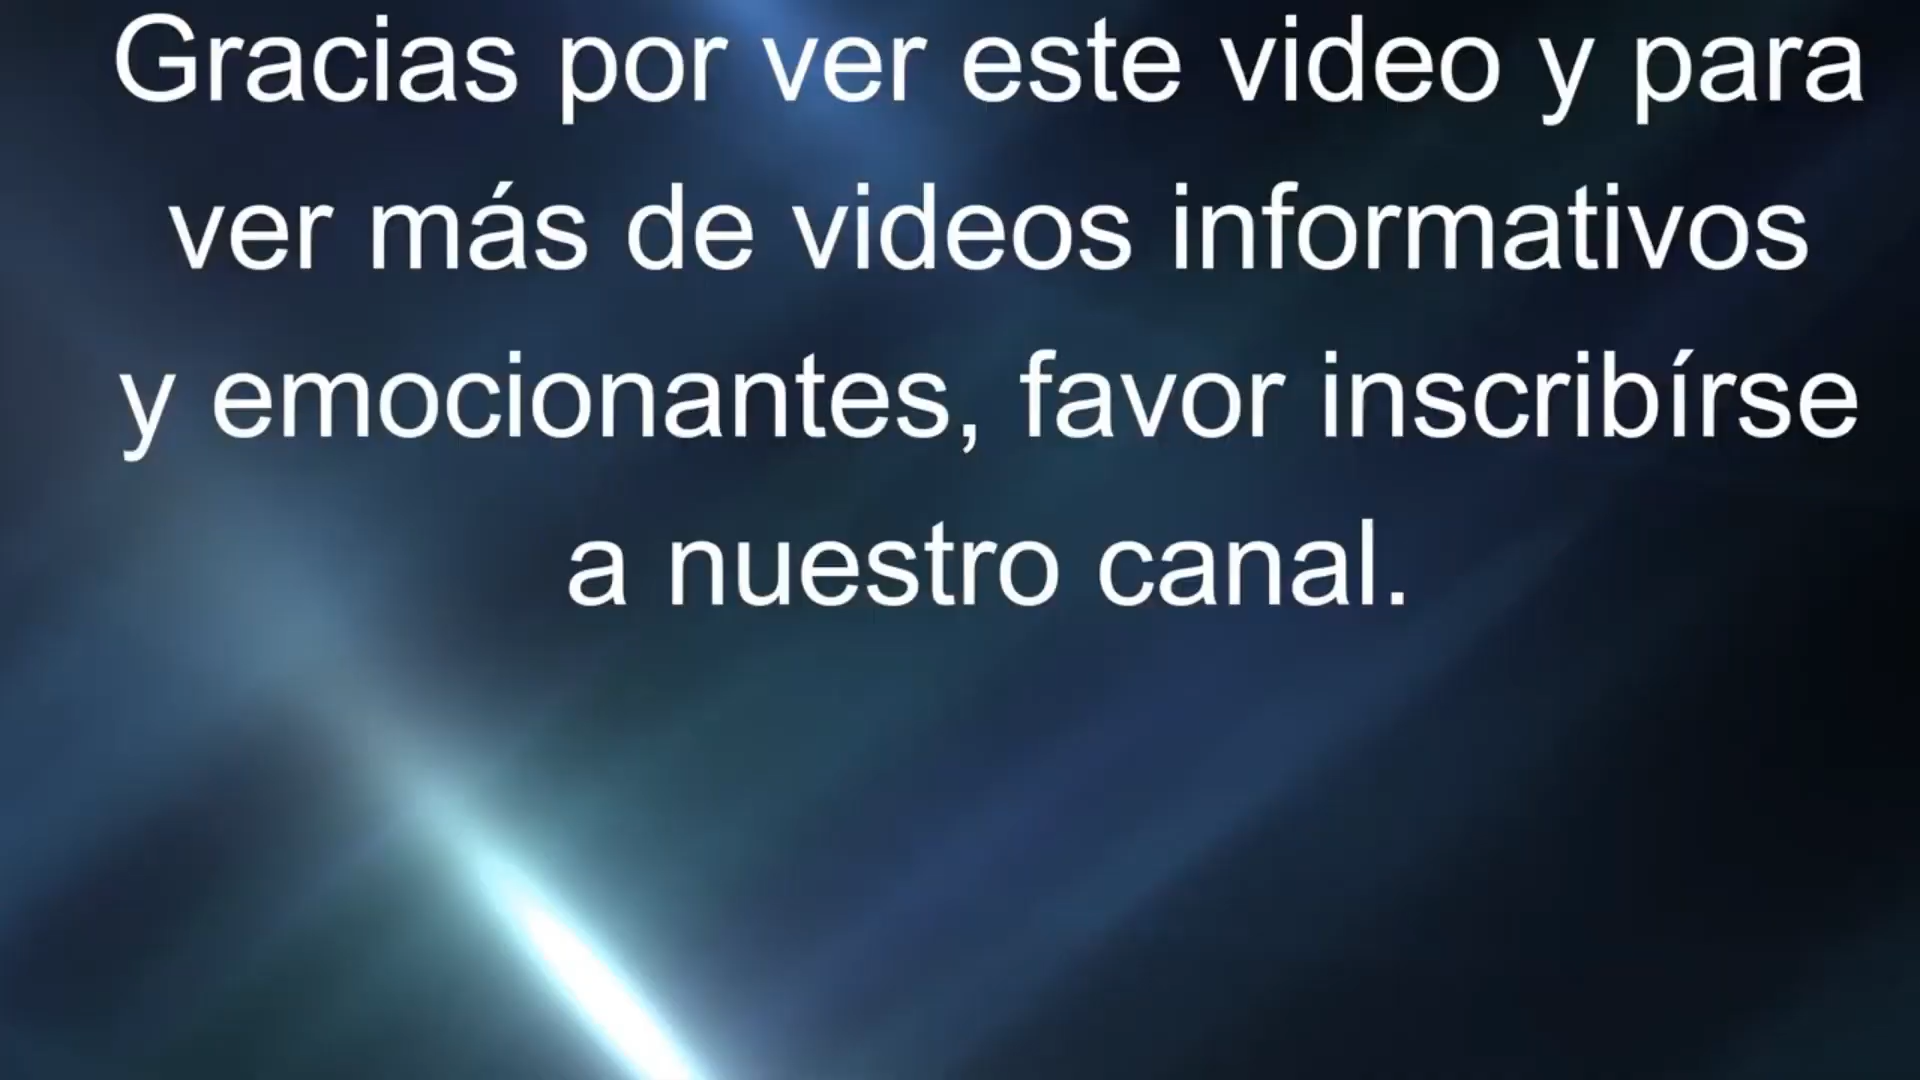 Gracias por ver este video y para
ver más de videos informativos
y emocionantes, favor inscribírse
a nuestro canal.